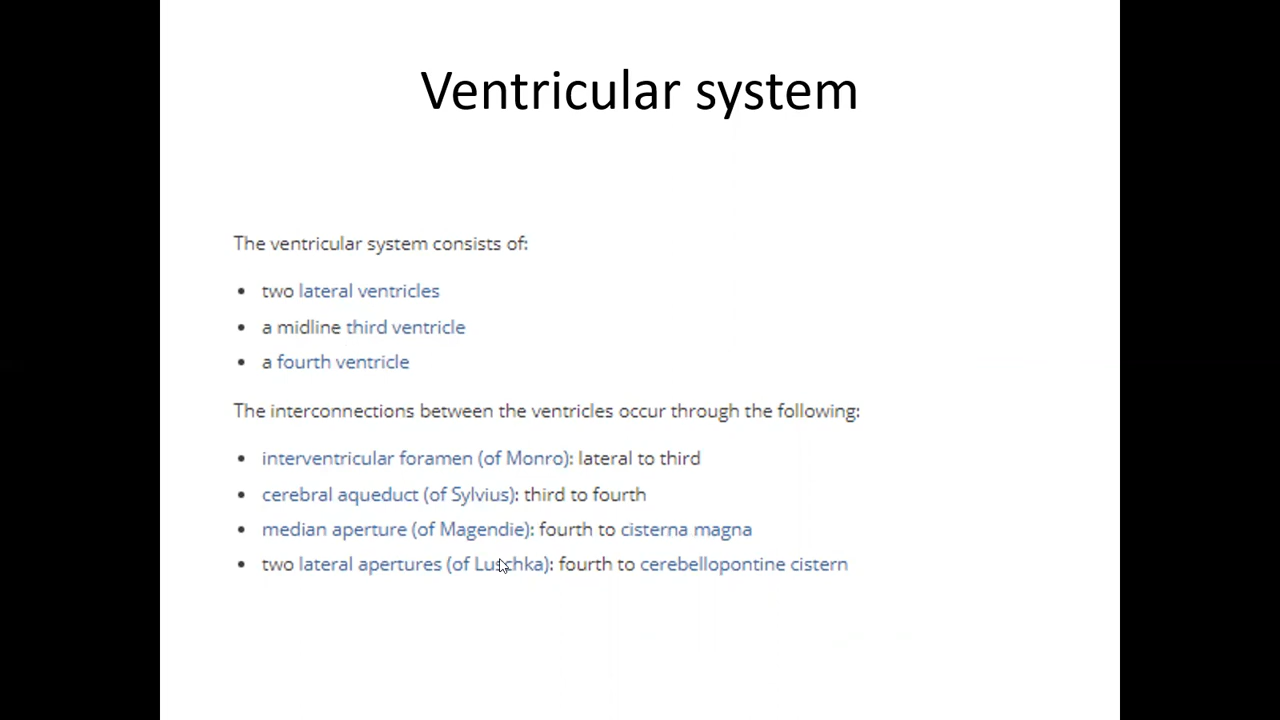 Ventricular system
The ventricular system consists of:
• two lateral ventricles
• a midline third ventricle
• a fourth ventricle
The interconnections between the ventricles occur through the following:
• interventricular foramen (of Monro): lateral to third
• cerebral aqueduct (of Sylvius): third to fourth
• median aperture (of Magendie): fourth to cisterna magna
• two lateral apertures (of Luschka): fourth to cerebellopontine cistern